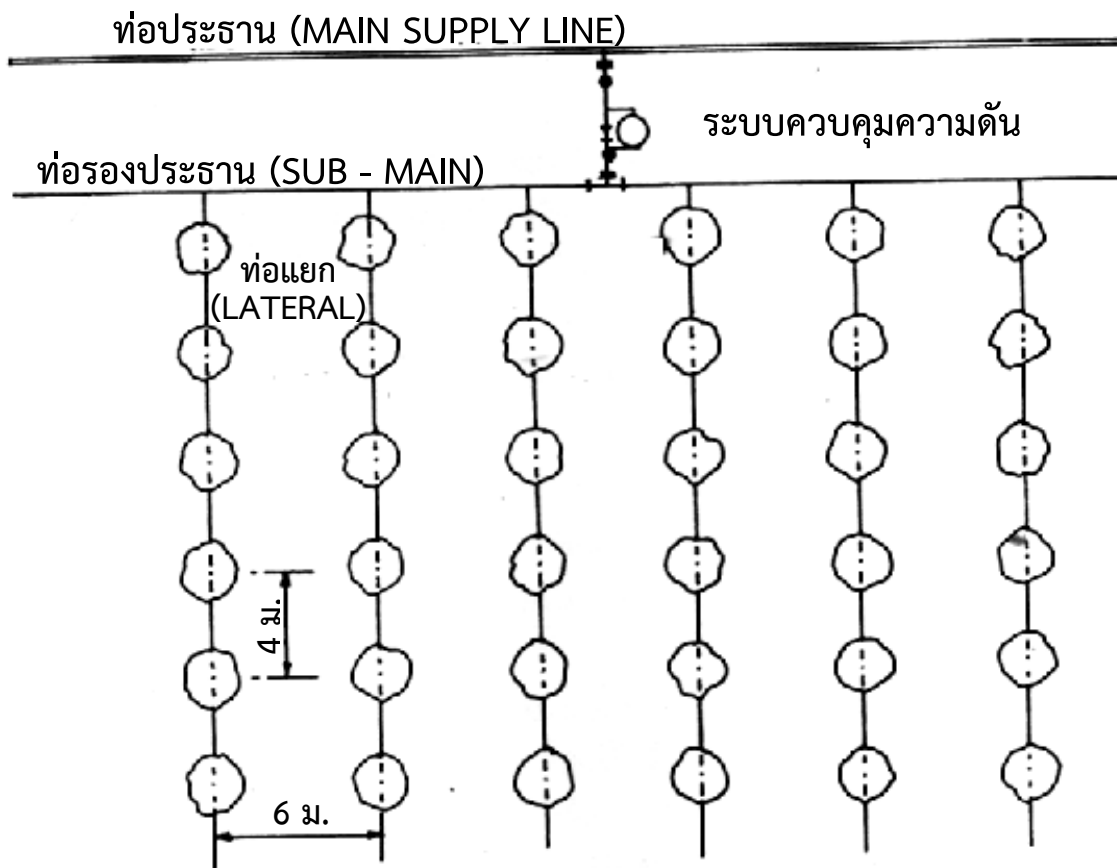 ท่อประธาน (MAIN SUPPLY LINE)
ระบบควบคุมความดัน
ท่อรองประธาน (SUB - MAIN)
ท่อแยก
(LATERAL)
4 ม.
6 ม.